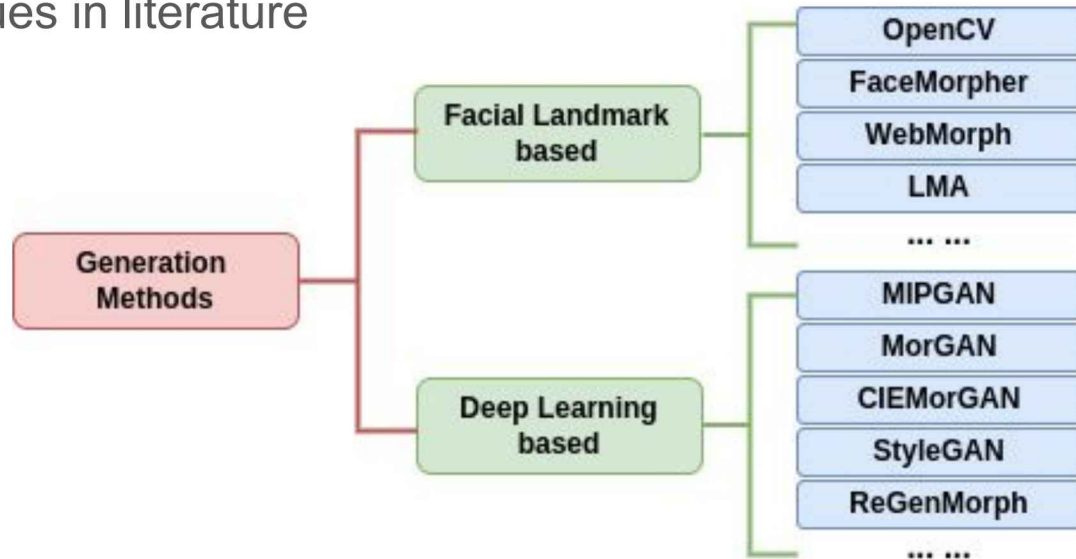 ues in literature
Generation
Methods
Facial Landmark
based
OpenCV
FaceMorpher
WebMorph
LMA
... ...
Deep Learning
based
MIPGAN
MorGAN
CIEMorGAN
StyleGAN
ReGenMorph
... ...